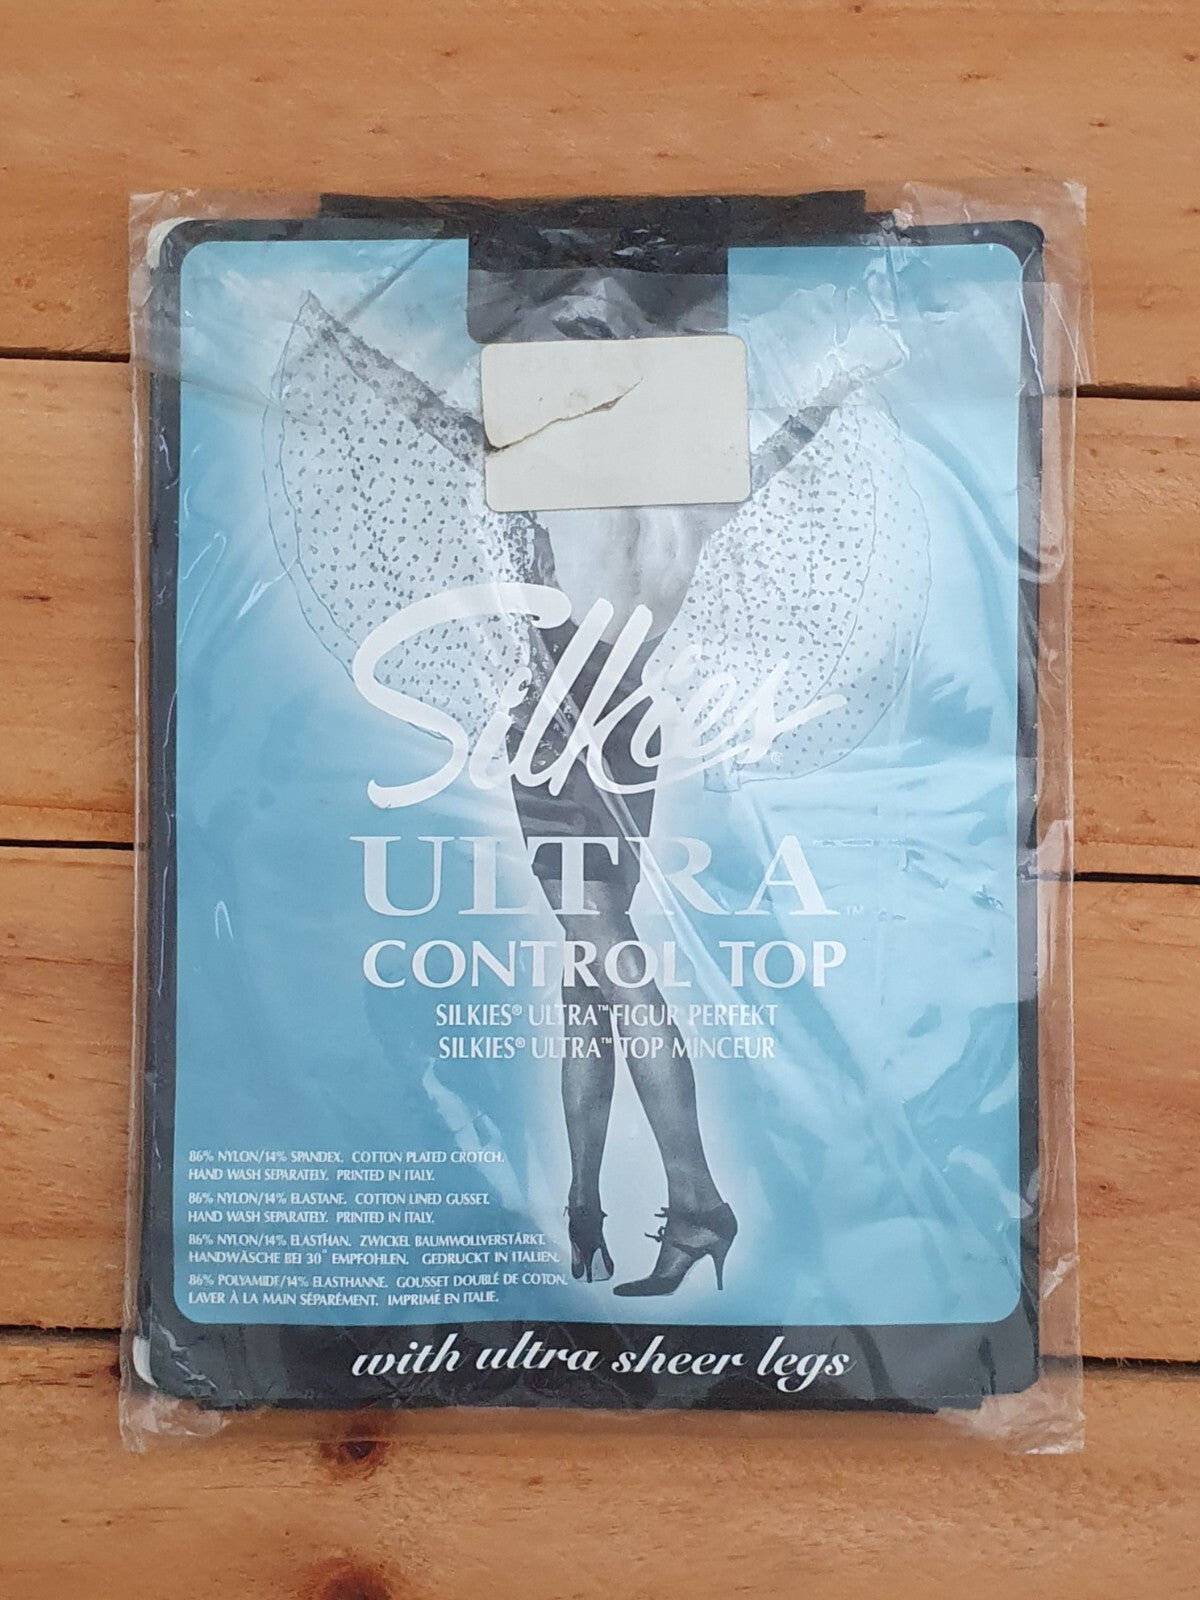 Silkies®
ULTRA™
CONTROL TOP
SILKIES® ULTRA™ FIGUR PERFEKT
SILKIES® ULTRA™ TOP MINCEUR
86% NYLON/14% SPANDEX. COTTON PLATED CROTCH.
HAND WASH SEPARATELY. PRINTED IN ITALY.
86% NYLON/14% ELASTANE. COTTON LINED GUSSET.
HAND WASH SEPARATELY. PRINTED IN ITALY.
86% NYLON/14% ELASTHAN. ZWICKEL BAUMWOLLVERSTÄRKT.
HANDWÄSCHE BEI 30° EMPFOHLEN. GEDRUCKT IN ITALIEN.
86% POLYAMIDE/14% ELASTHANNE. GOUSSET DOUBLÉ DE COTON.
LAVER À LA MAIN SÉPARÉMENT. IMPRIMÉ EN ITALIE.
with ultra sheer legs